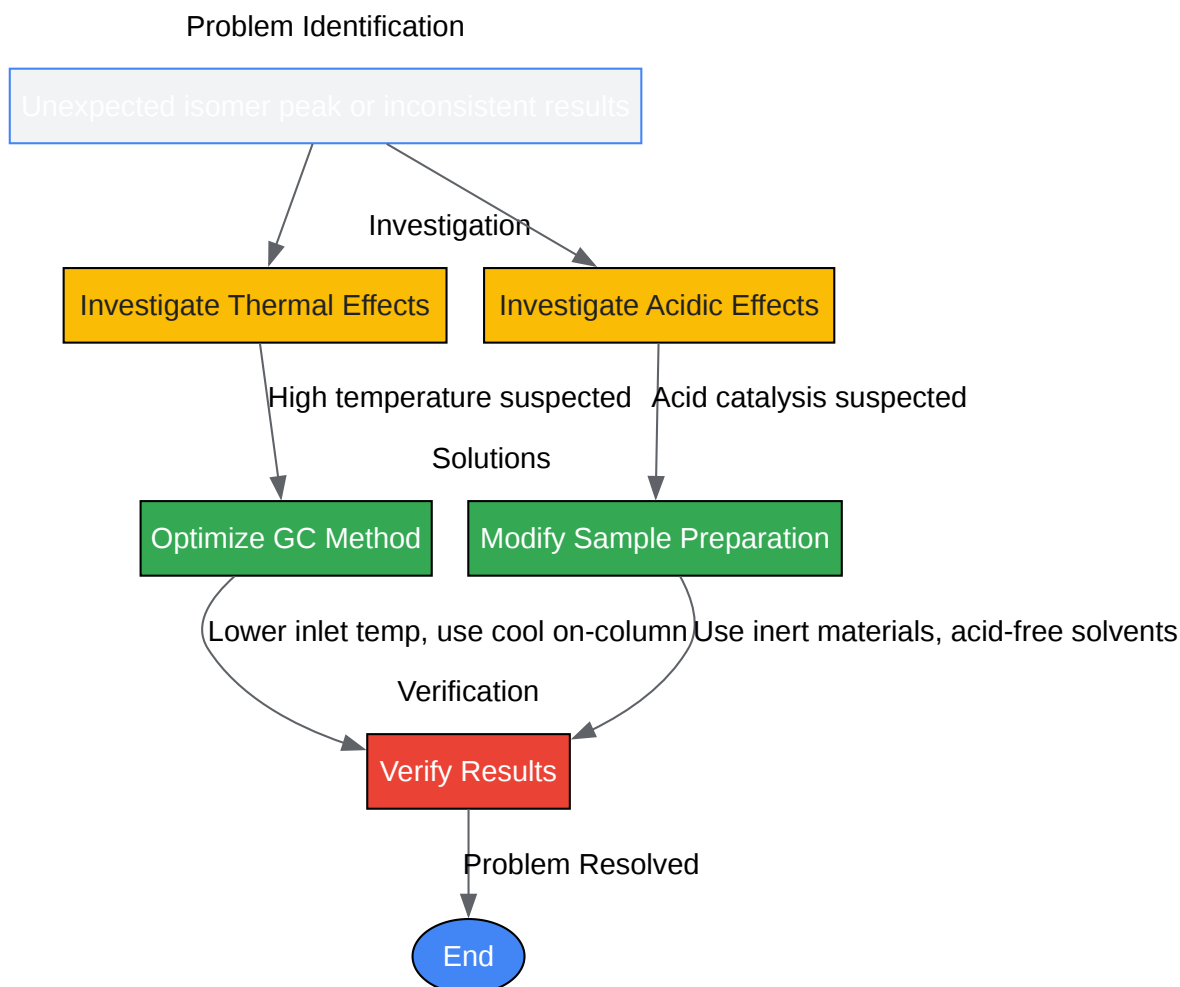 Problem Identification
Unexpected isomer peak or inconsistent results
Investigation
Investigate Thermal Effects
Investigate Acidic Effects
High temperature suspected
Acid catalysis suspected
Solutions
Optimize GC Method
Modify Sample Preparation
Lower inlet temp, use cool on-column
Use inert materials, acid-free solvents
Verification
Verify Results
Problem Resolved
End